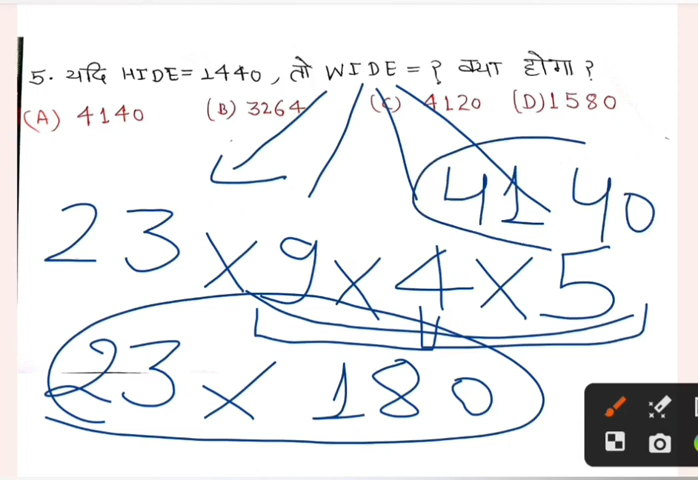 5. यदि HIDE=1440, तो WIDE = ? क्या होगा ?
(A) 4140 (B) 3264 (C) 4120 (D) 1580
4140
23 × 9 × 4 × 5
23 × 180